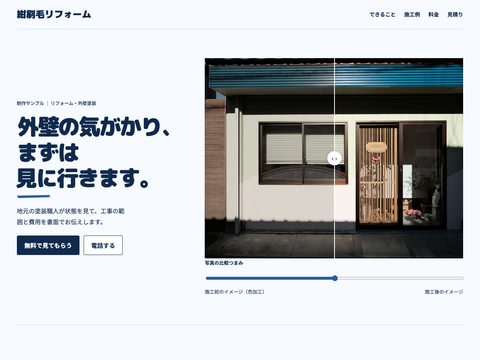 紺刷毛リフォーム
できること 施工例 料金 見積り
制作サンプル｜リフォーム・外壁塗装
外壁の気がかり、
まずは
見に行きます。
地元の塗装職人が状態を見て、工事の範
囲と費用を書面でお伝えします。
無料で見てもらう 電話する
写真の比較つまみ
施工前のイメージ（色加工） 施工後のイメージ